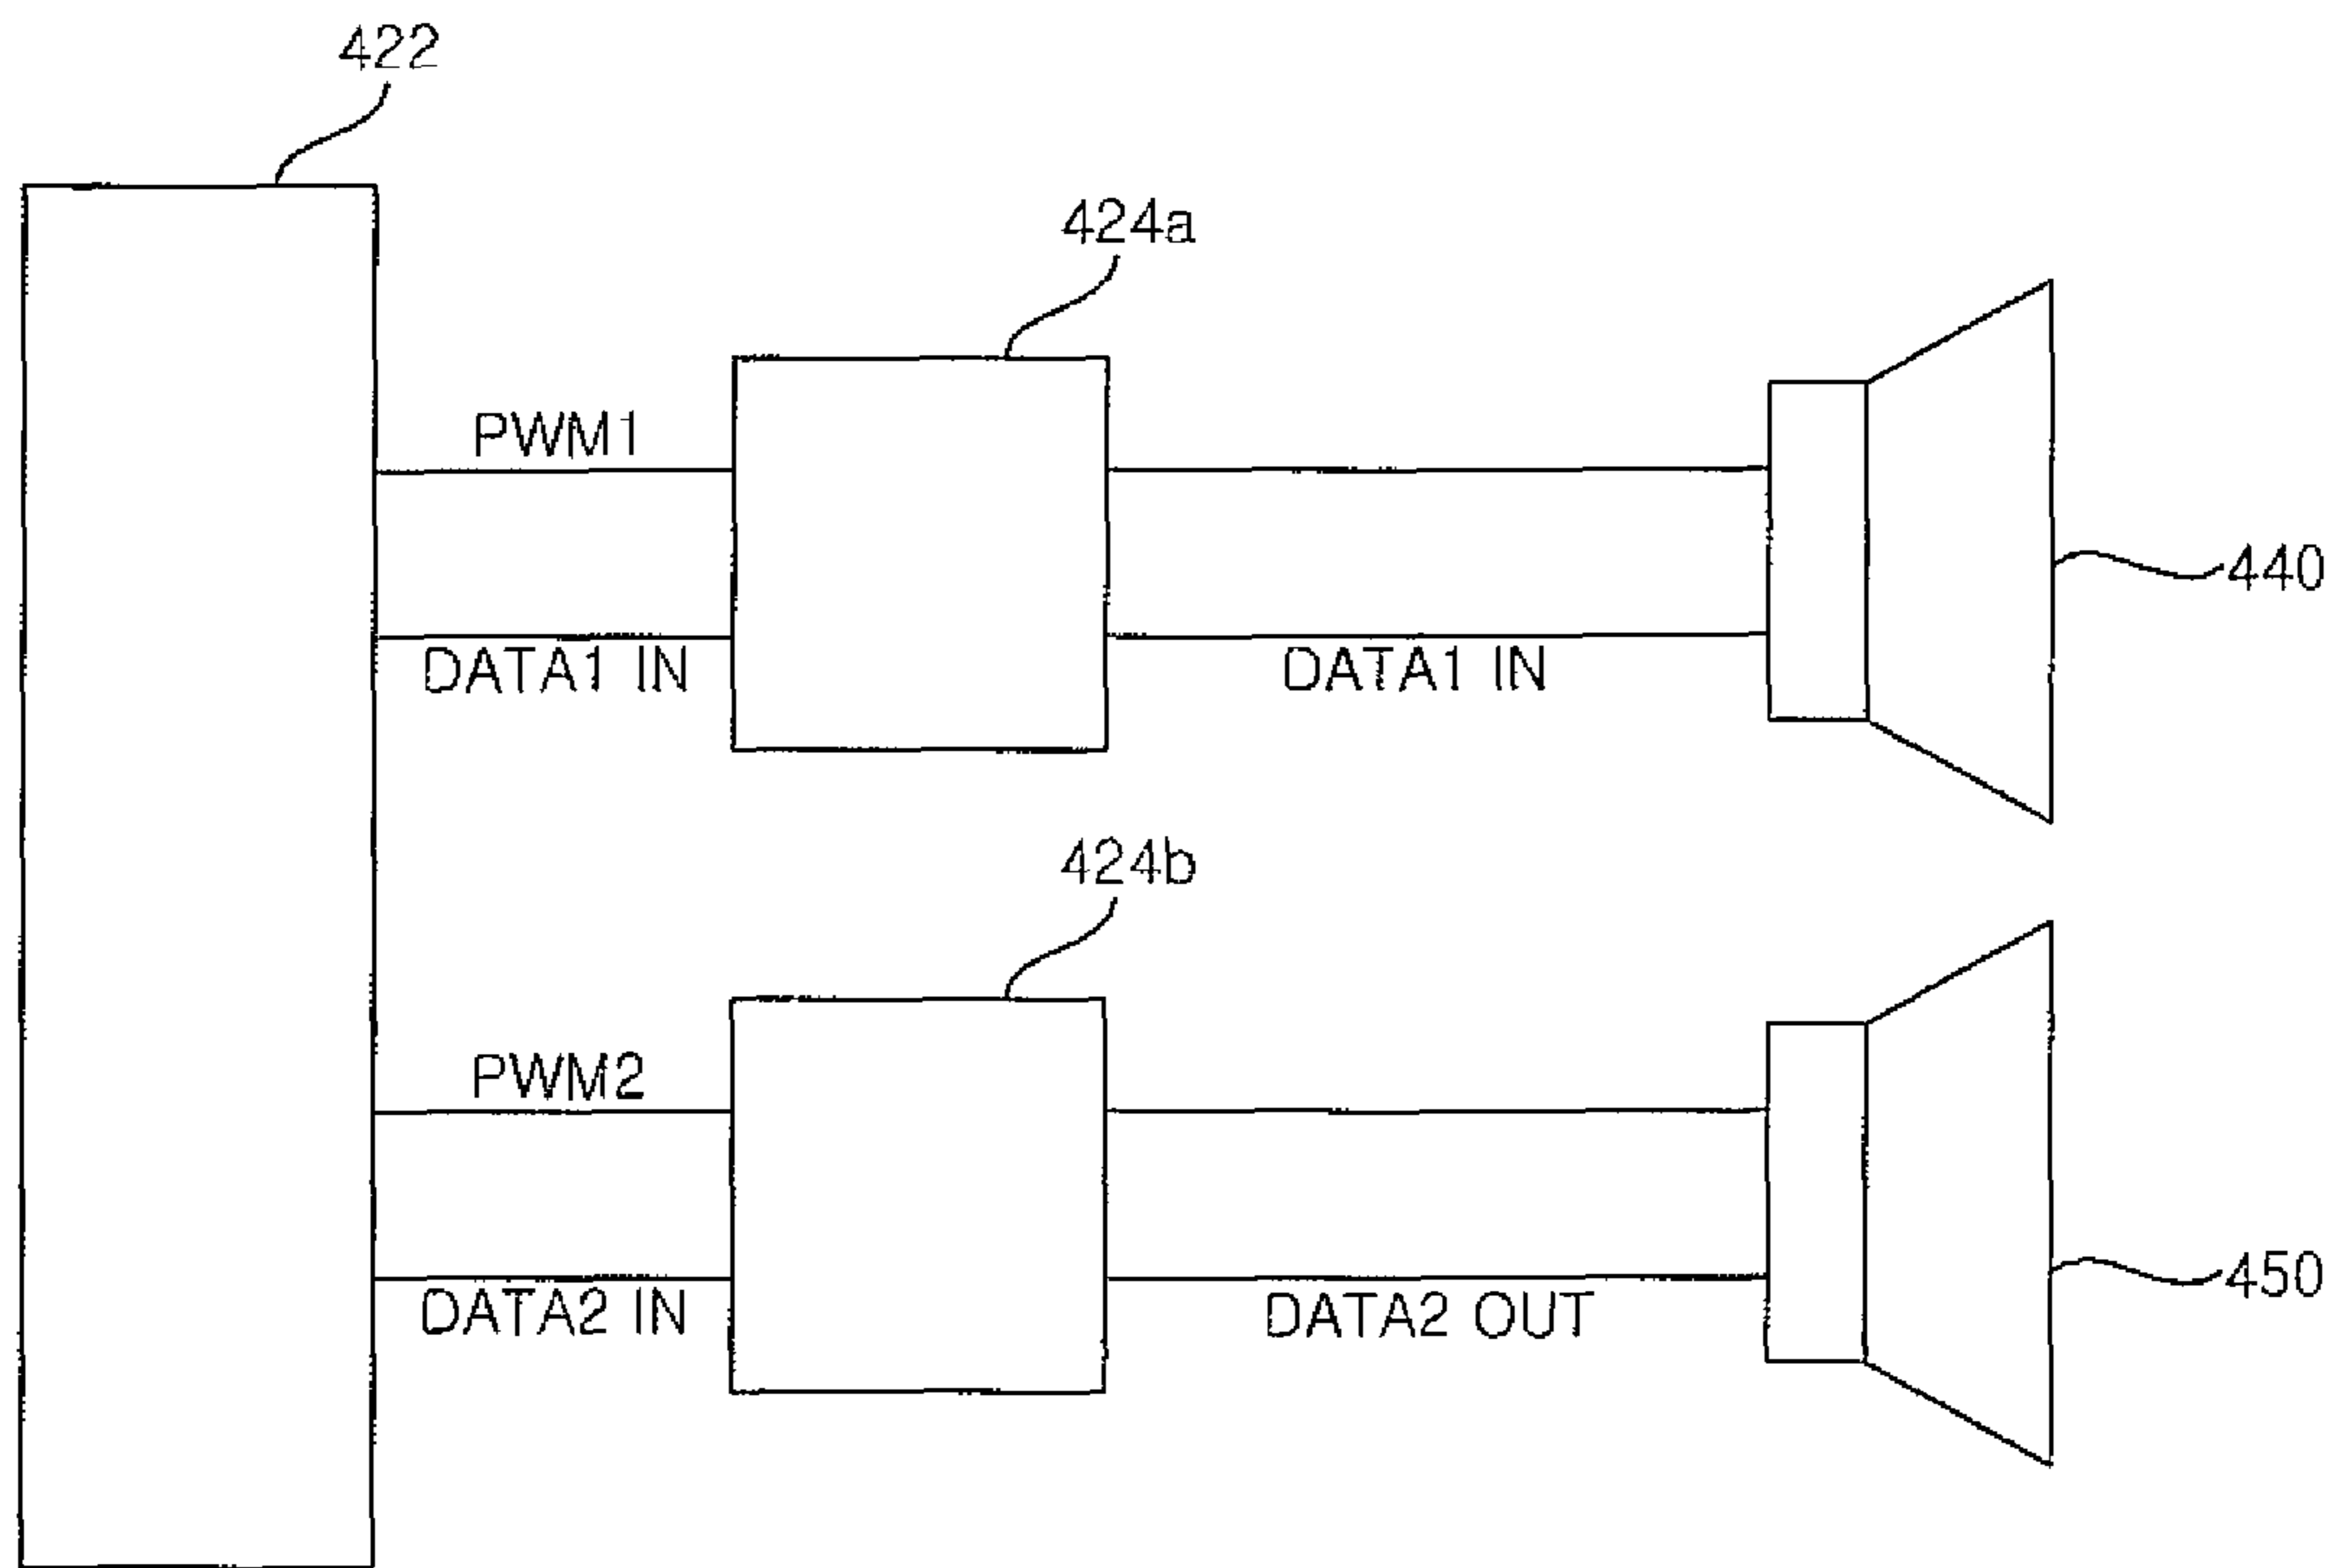 422
424a
PWM1
440
DATA1 IN
DATA1 IN
424b
PWM2
450
DATA2 IN
DATA2 OUT